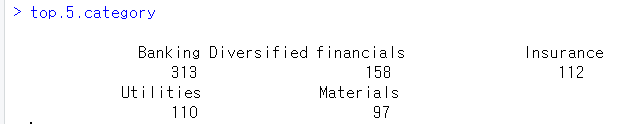 > top.5.category
Banking Diversified financials Insurance
313 158 112
Utilities Materials
110 97